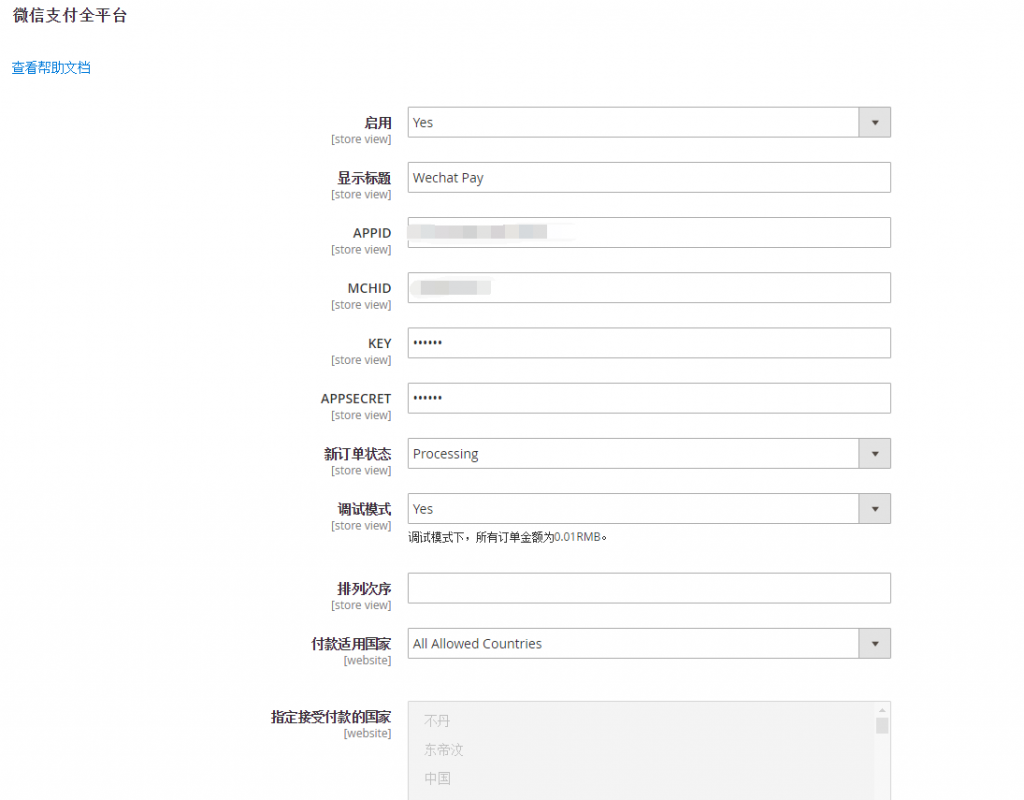 微信支付全平台
查看帮助文档
启用
[store view]
Yes
显示标题
[store view]
Wechat Pay
APPID
[store view]
MCHID
[store view]
KEY
[store view]
••••••
APPSECRET
[store view]
••••••
新订单状态
[store view]
Processing
调试模式
[store view]
Yes
调试模式下，所有订单金额为0.01RMB。
排列次序
[store view]
付款适用国家
[website]
All Allowed Countries
指定接受付款的国家
[website]
不丹
东帝汶
中国